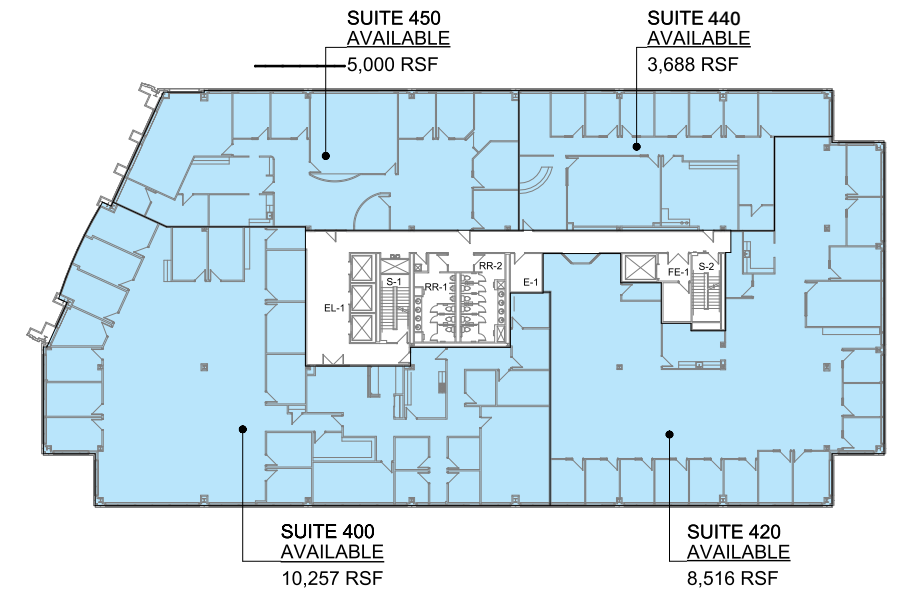 SUITE 450
AVAILABLE
5,000 RSF
SUITE 440
AVAILABLE
3,688 RSF
EL-1
S-1
RR-1
RR-2
E-1
FE-1
S-2
SUITE 400
AVAILABLE
10,257 RSF
SUITE 420
AVAILABLE
8,516 RSF